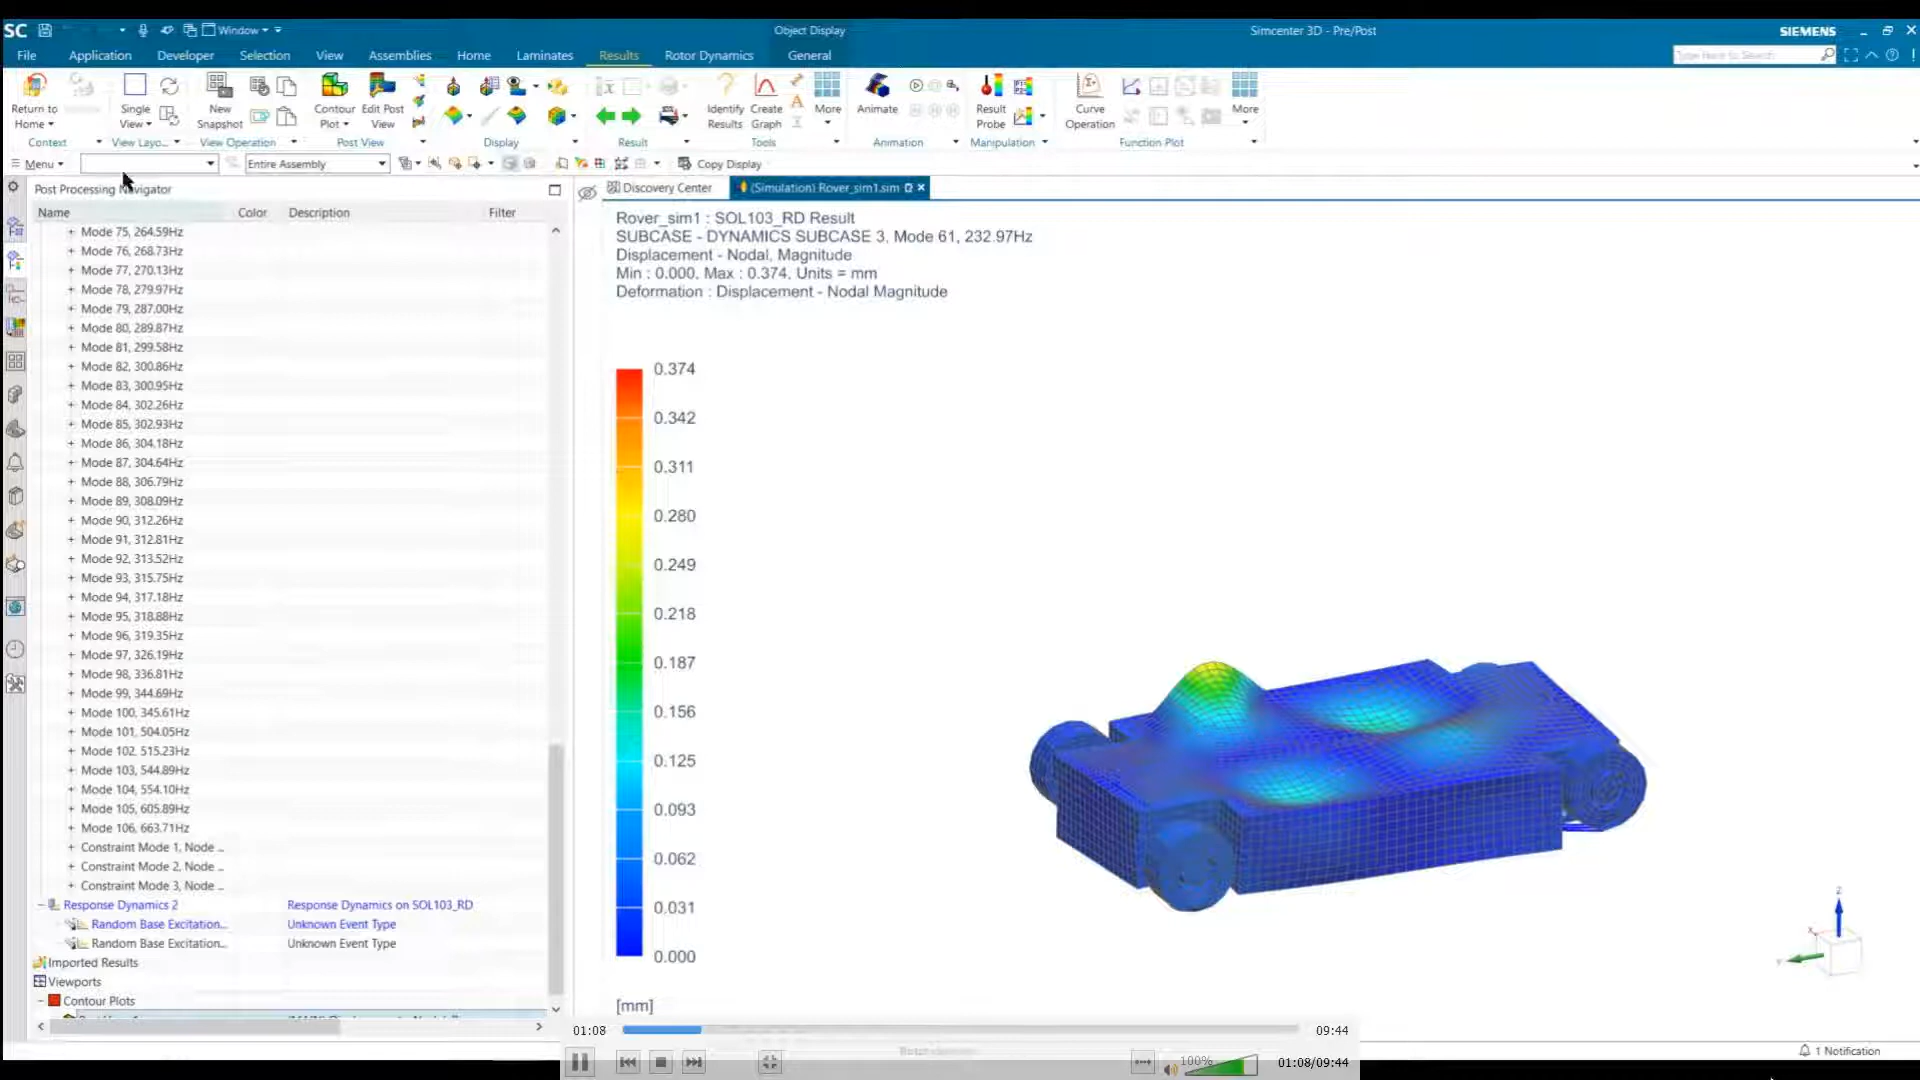 SC Window Object Display Simcenter 3D - Pre/Post SIEMENS
File Application Developer Selection View Assemblies Home Laminates Results Rotor Dynamics General Type Here to Search
Return to Home Single View New Snapshot Contour Plot Edit Post View Identify Results Create Graph More Animate Result Probe Curve Operation More
Context View Layo... View Operation Post View Display Result Tools Animation Manipulation Function Plot
Menu Entire Assembly Copy Display
Post Processing Navigator
Discovery Center (Simulation) Rover_sim1.sim
Name Color Description Filter
Mode 75, 264.59Hz
Mode 76, 268.73Hz
Mode 77, 270.13Hz
Mode 78, 279.97Hz
Mode 79, 287.00Hz
Mode 80, 289.87Hz
Mode 81, 299.58Hz
Mode 82, 300.86Hz
Mode 83, 300.95Hz
Mode 84, 302.26Hz
Mode 85, 302.93Hz
Mode 86, 304.18Hz
Mode 87, 304.64Hz
Mode 88, 306.79Hz
Mode 89, 308.09Hz
Mode 90, 312.26Hz
Mode 91, 312.81Hz
Mode 92, 313.52Hz
Mode 93, 315.75Hz
Mode 94, 317.18Hz
Mode 95, 318.88Hz
Mode 96, 319.35Hz
Mode 97, 326.19Hz
Mode 98, 336.81Hz
Mode 99, 344.69Hz
Mode 100, 345.61Hz
Mode 101, 504.05Hz
Mode 102, 515.23Hz
Mode 103, 544.89Hz
Mode 104, 554.10Hz
Mode 105, 605.89Hz
Mode 106, 663.71Hz
Constraint Mode 1, Node ...
Constraint Mode 2, Node ...
Constraint Mode 3, Node ...
Response Dynamics 2 Response Dynamics on SOL103_RD
Random Base Excitation... Unknown Event Type
Random Base Excitation... Unknown Event Type
Imported Results
Viewports
Contour Plots
Rover_sim1 : SOL103_RD Result
SUBCASE - DYNAMICS SUBCASE 3, Mode 61, 232.97Hz
Displacement - Nodal, Magnitude
Min : 0.000, Max : 0.374, Units = mm
Deformation : Displacement - Nodal Magnitude
0.374
0.342
0.311
0.280
0.249
0.218
0.187
0.156
0.125
0.093
0.062
0.031
0.000
[mm]
Z
X
Y
01:08 09:44
100% 01:08/09:44
1 Notification